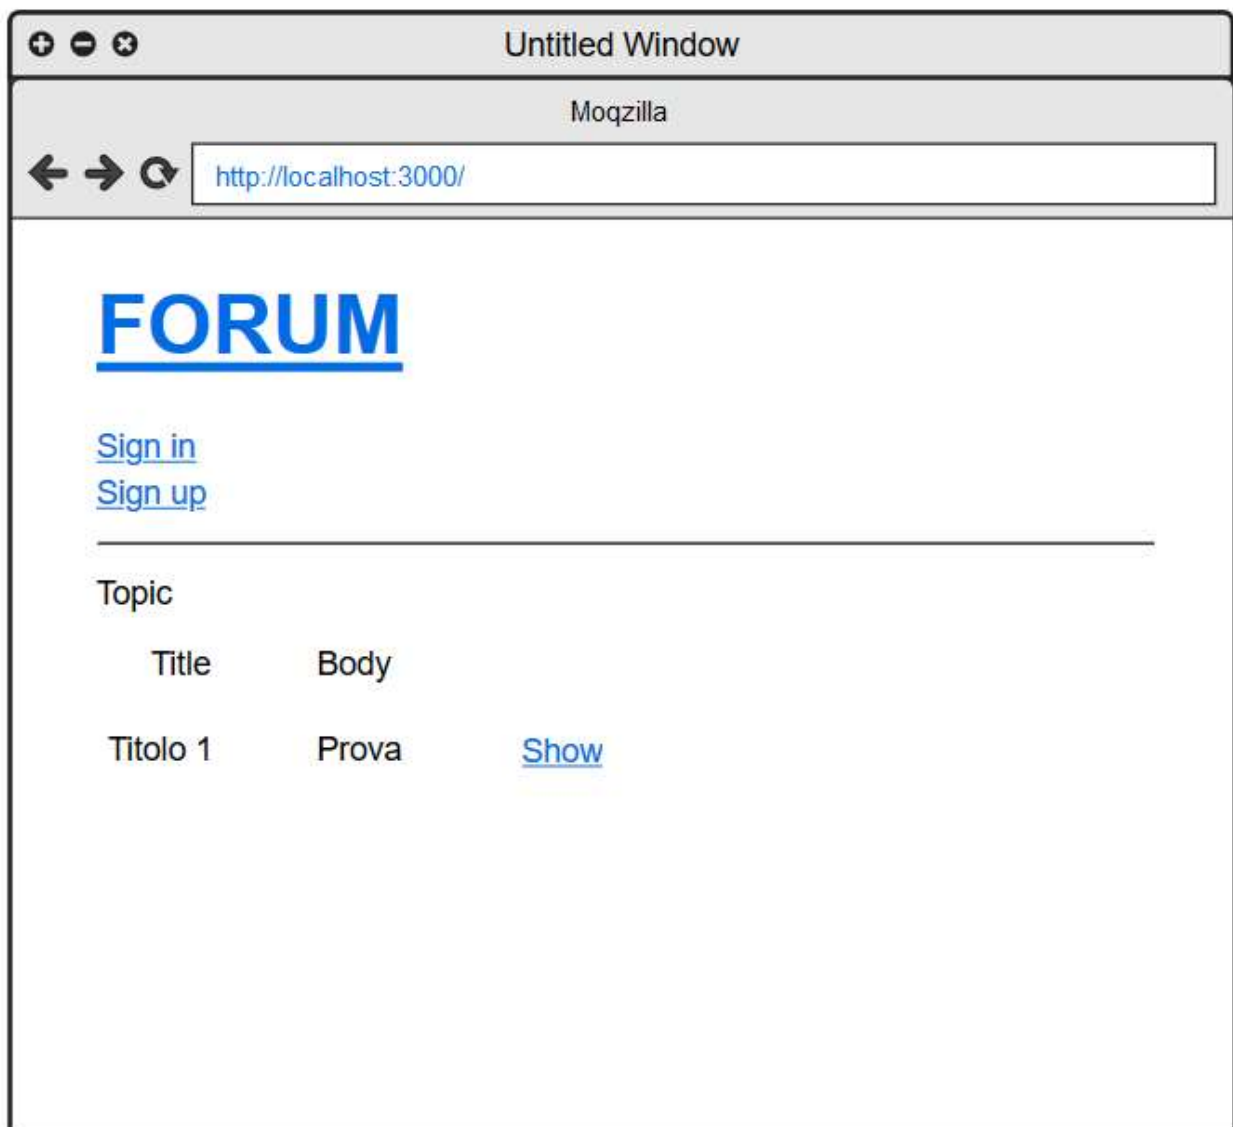 Untitled Window
Moqzilla
http://localhost:3000/
FORUM
Sign in
Sign up
Topic
Title Body
Titolo 1 Prova Show